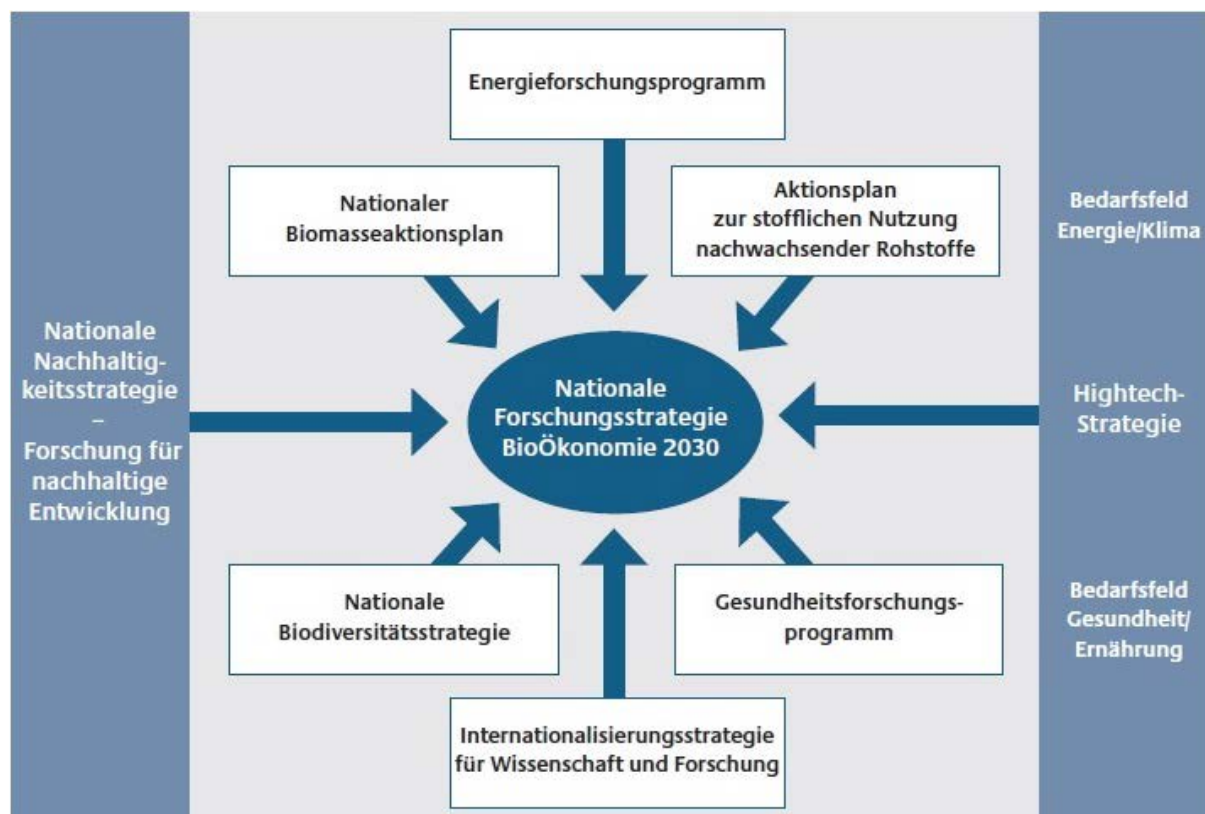 Energieforschungsprogramm
Nationaler
Biomasseaktionsplan
Aktionsplan
zur stofflichen Nutzung
nachwachsender Rohstoffe
Bedarfsfeld
Energie/Klima
Nationale
Nachhaltig-
keitsstrategie
–
Forschung für
nachhaltige
Entwicklung
Nationale
Forschungsstrategie
BioÖkonomie 2030
Hightech-
Strategie
Nationale
Biodiversitätsstrategie
Gesundheitsforschungs-
programm
Bedarfsfeld
Gesundheit/
Ernährung
Internationalisierungsstrategie
für Wissenschaft und Forschung